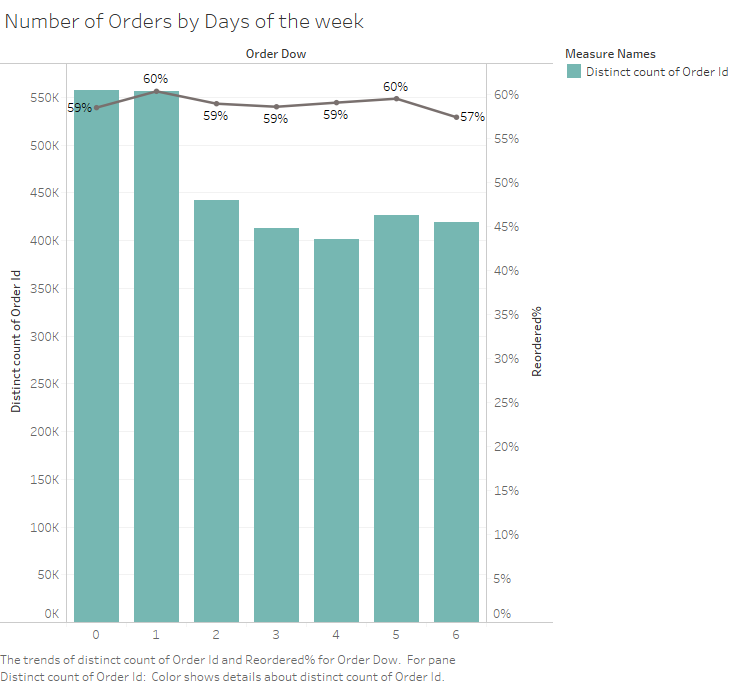 Number of Orders by Days of the week
Order Dow
Measure Names
Distinct count of Order Id
550K
500K
450K
400K
350K
300K
250K
200K
150K
100K
50K
0K
Distinct count of Order Id
59%
60%
59%
59%
59%
60%
57%
60%
55%
50%
45%
40%
35%
30%
25%
20%
15%
10%
5%
0%
Reordered%
0 1 2 3 4 5 6
The trends of distinct count of Order Id and Reordered% for Order Dow.  For pane
Distinct count of Order Id:  Color shows details about distinct count of Order Id.